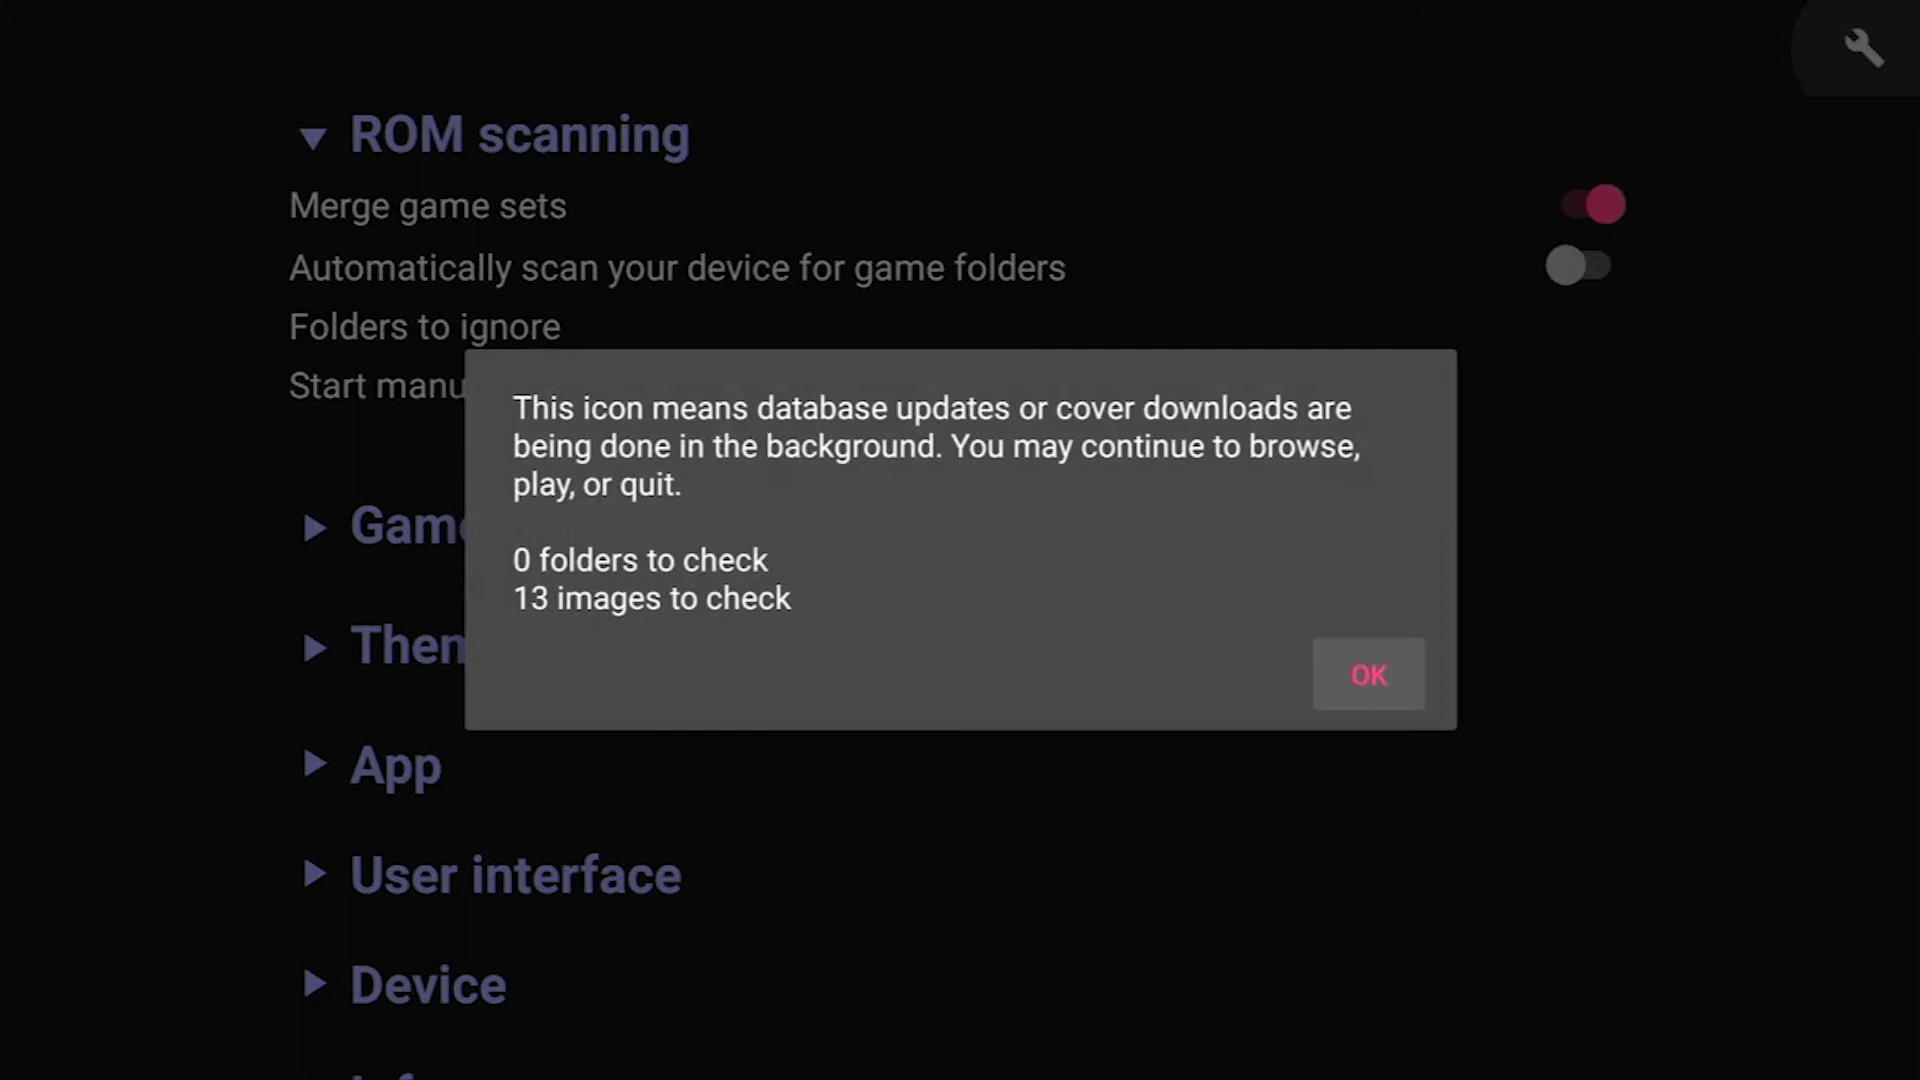 ROM scanning
Merge game sets
Automatically scan your device for game folders
Folders to ignore
Start manu
This icon means database updates or cover downloads are
being done in the background. You may continue to browse,
play, or quit.
0 folders to check
13 images to check
OK
Gam
Them
App
User interface
Device